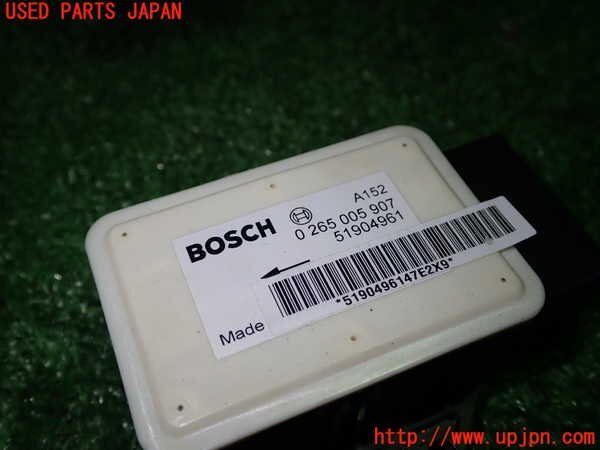 USED PARTS JAPAN
A152
BOSCH
0 265 005 907
51904961
*5190496147E2X9*
Made
http://www.upjpn.com/